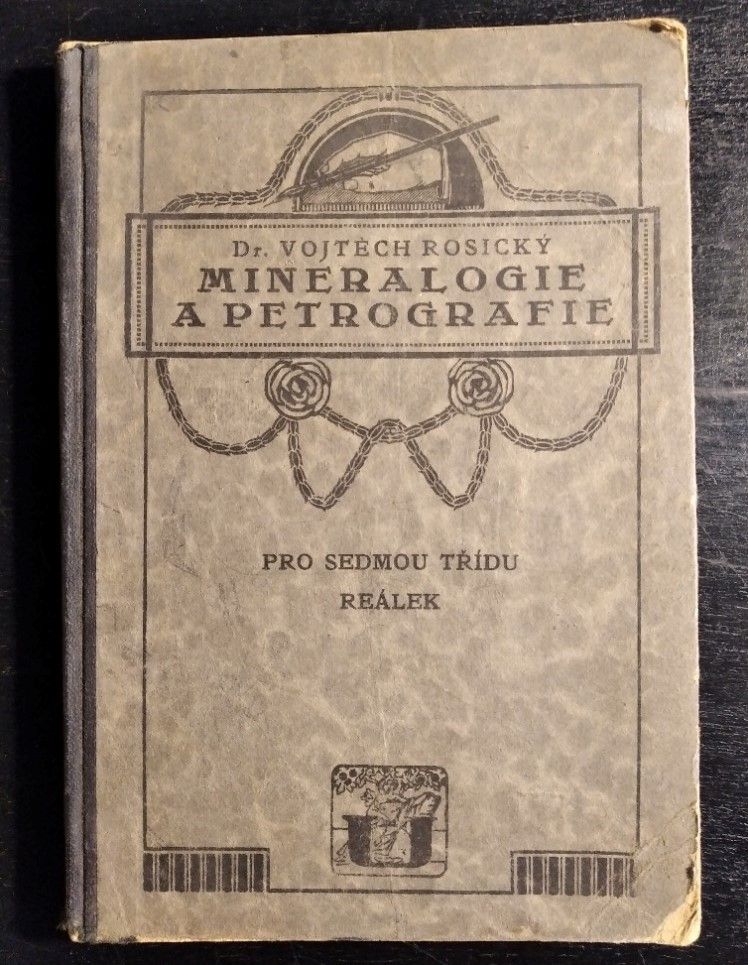 Dr. VOJTĚCH ROSICKÝ
MINERALOGIE
A PETROGRAFIE
PRO SEDMOU TŘÍDU
REÁLEK